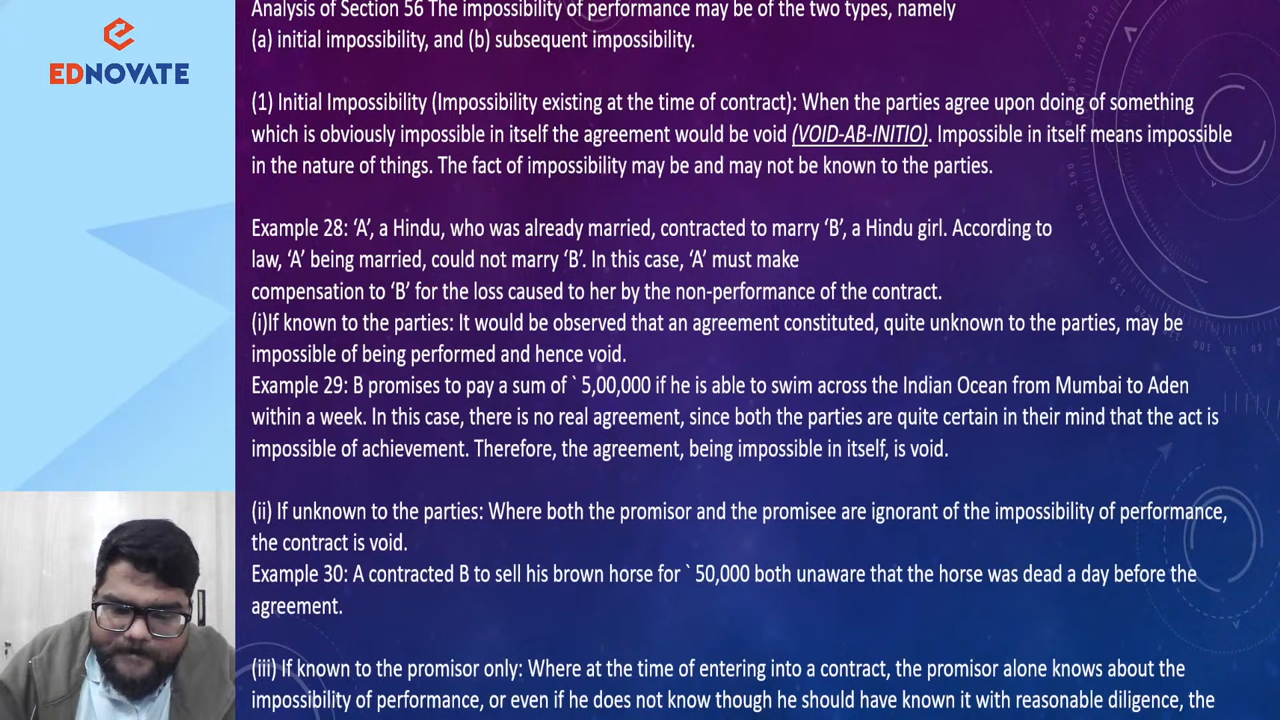 EDNOVATE
Analysis of Section 56 The impossibility of performance may be of the two types, namely
(a) initial impossibility, and (b) subsequent impossibility.
(1) Initial Impossibility (Impossibility existing at the time of contract): When the parties agree upon doing of something
which is obviously impossible in itself the agreement would be void (VOID-AB-INITIO). Impossible in itself means impossible
in the nature of things. The fact of impossibility may be and may not be known to the parties.
Example 28: ‘A’, a Hindu, who was already married, contracted to marry ‘B’, a Hindu girl. According to
law, ‘A’ being married, could not marry ‘B’. In this case, ‘A’ must make
compensation to ‘B’ for the loss caused to her by the non-performance of the contract.
(i)If known to the parties: It would be observed that an agreement constituted, quite unknown to the parties, may be
impossible of being performed and hence void.
Example 29: B promises to pay a sum of ` 5,00,000 if he is able to swim across the Indian Ocean from Mumbai to Aden
within a week. In this case, there is no real agreement, since both the parties are quite certain in their mind that the act is
impossible of achievement. Therefore, the agreement, being impossible in itself, is void.
(ii) If unknown to the parties: Where both the promisor and the promisee are ignorant of the impossibility of performance,
the contract is void.
Example 30: A contracted B to sell his brown horse for ` 50,000 both unaware that the horse was dead a day before the
agreement.
(iii) If known to the promisor only: Where at the time of entering into a contract, the promisor alone knows about the
impossibility of performance, or even if he does not know though he should have known it with reasonable diligence, the